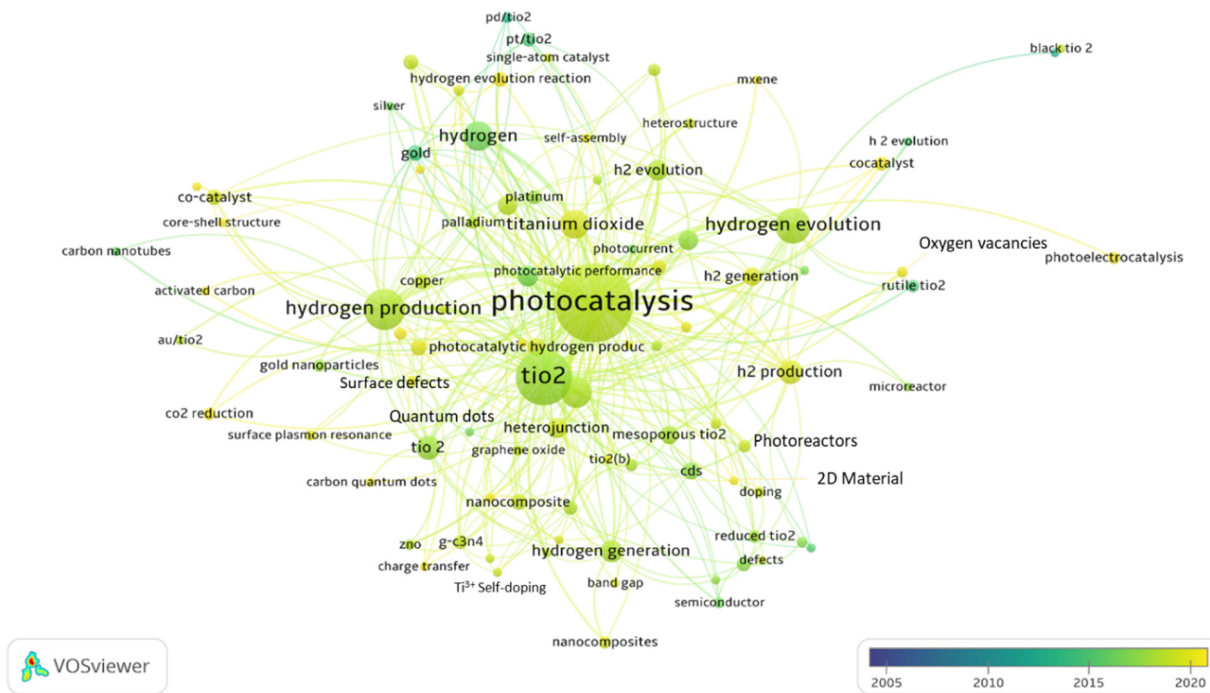 pd/tio2
pt/tio2
black tio 2
single-atom catalyst
hydrogen evolution reaction
mxene
silver
heterostructure
hydrogen
self-assembly
h 2 evolution
gold
cocatalyst
h2 evolution
co-catalyst
platinum
core-shell structure
palladium
titanium dioxide
hydrogen evolution
Oxygen vacancies
carbon nanotubes
photocurrent
photoelectrocatalysis
photocatalytic performance
h2 generation
copper
rutile tio2
activated carbon
photocatalysis
hydrogen production
au/tio2
photocatalytic hydrogen produc
gold nanoparticles
h2 production
tio2
Surface defects
microreactor
co2 reduction
Quantum dots
heterojunction
surface plasmon resonance
mesoporous tio2
Photoreactors
tio 2
graphene oxide
tio2(b)
cds
2D Material
carbon quantum dots
doping
nanocomposite
reduced tio2
zno
g-c3n4
hydrogen generation
charge transfer
defects
Ti³⁺ Self-doping
band gap
semiconductor
nanocomposites
VOSviewer
2005 2010 2015 2020